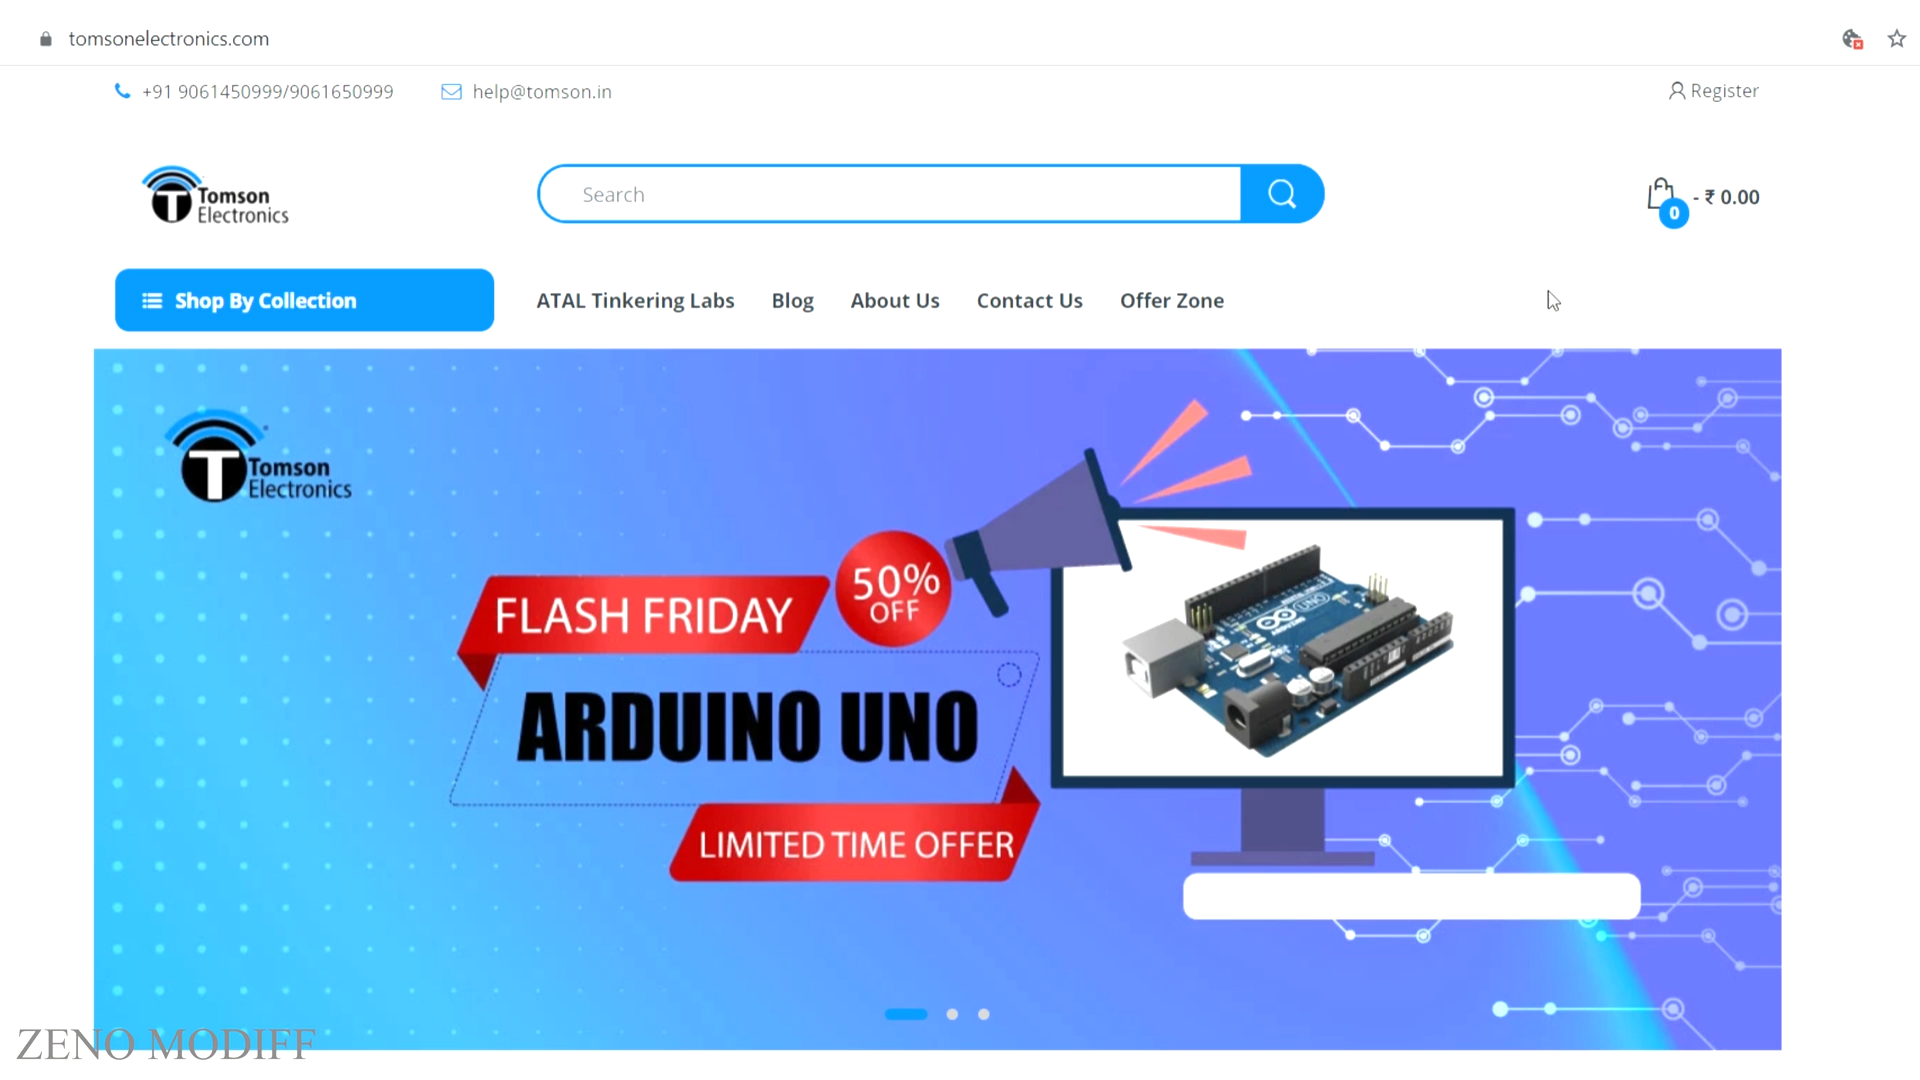 tomsonelectronics.com
+91 9061450999/9061650999 help@tomson.in Register
Tomson
Electronics
Search
0
- ₹ 0.00
Shop By Collection ATAL Tinkering Labs Blog About Us Contact Us Offer Zone
Tomson
Electronics
50%
OFF
FLASH FRIDAY
ARDUINO UNO
LIMITED TIME OFFER
UNO
ARDUINO
ZENO MODIFF